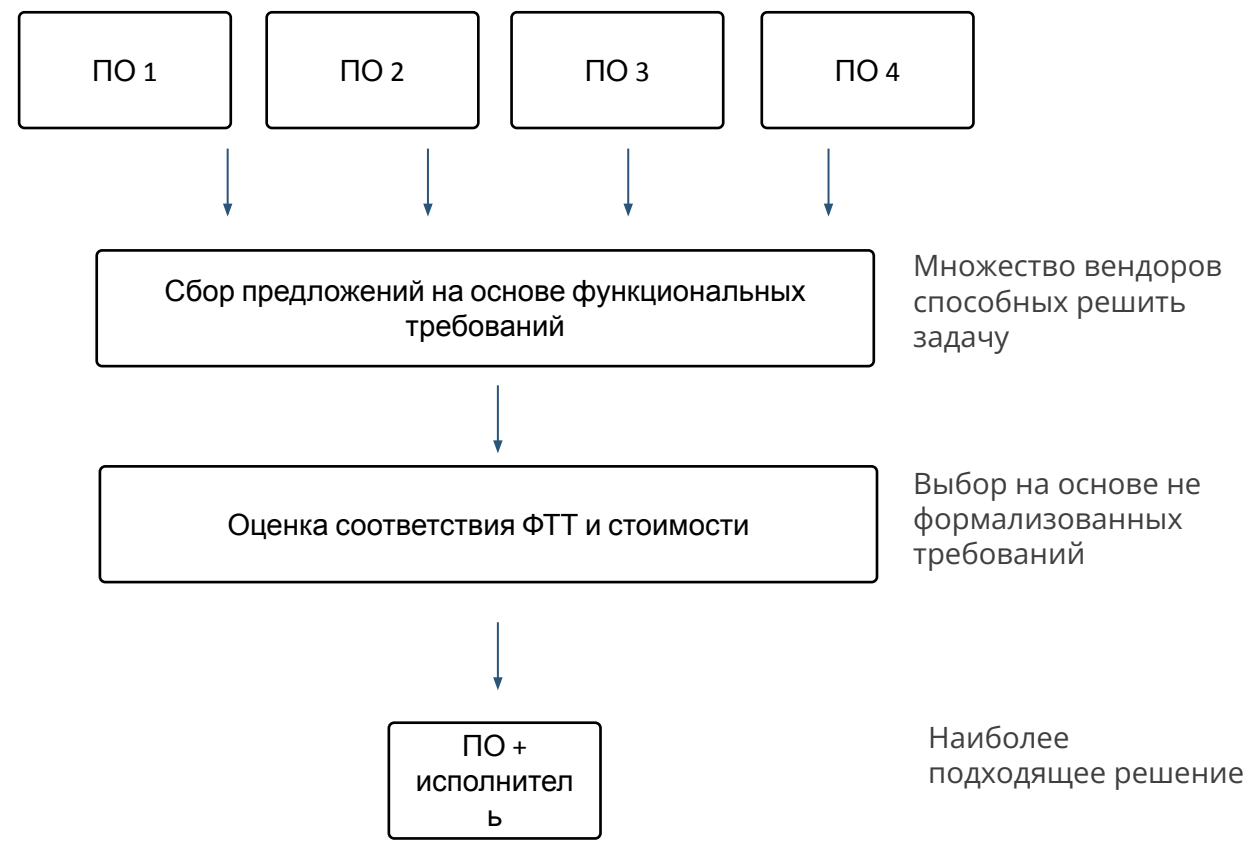 ПО 1
ПО 2
ПО 3
ПО 4
Сбор предложений на основе функциональных
требований
Множество вендоров
способных решить
задачу
Оценка соответствия ФТТ и стоимости
Выбор на основе не
формализованных
требований
ПО +
исполнител
ь
Наиболее
подходящее решение